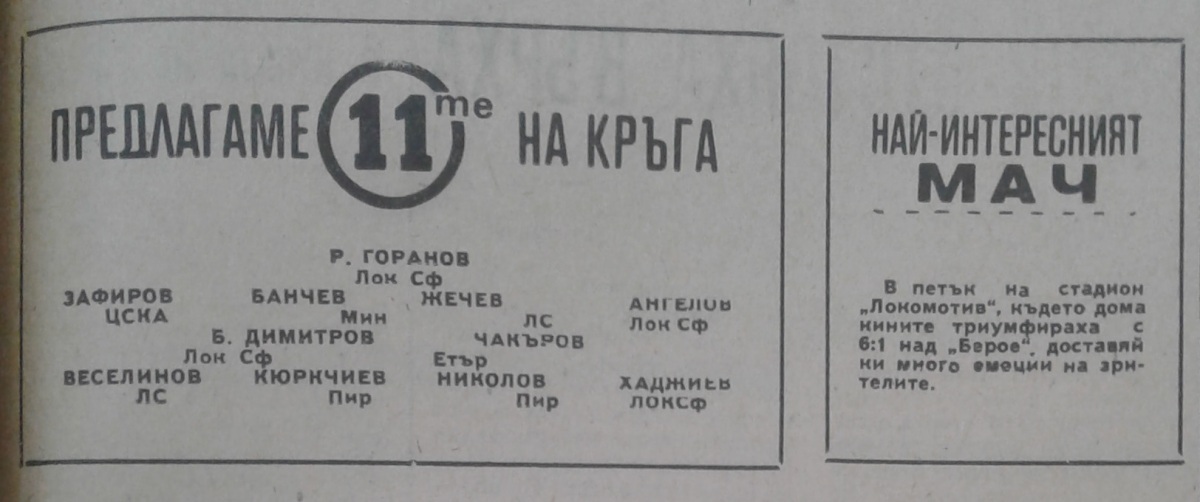 ПРЕДЛАГАМЕ 11те НА КРЪГА
Р. ГОРАНОВ
Лок Сф
ЗАФИРОВ БАНЧЕВ ЖЕЧЕВ АНГЕЛОВ
ЦСКА Мин ЛС Лок Сф
Б. ДИМИТРОВ ЧАКЪРОВ
Лок Сф Етър
ВЕСЕЛИНОВ КЮРКЧИЕВ НИКОЛОВ ХАДЖИЕВ
ЛС Пир Пир ЛОКСф
НАЙ-ИНТЕРЕСНИЯТ
МАЧ
В петък на стадион
„Локомотив“, където дома
кините триумфираха с
6:1 над „Берое“, доставяй
ки много емоции на зри-
телите.